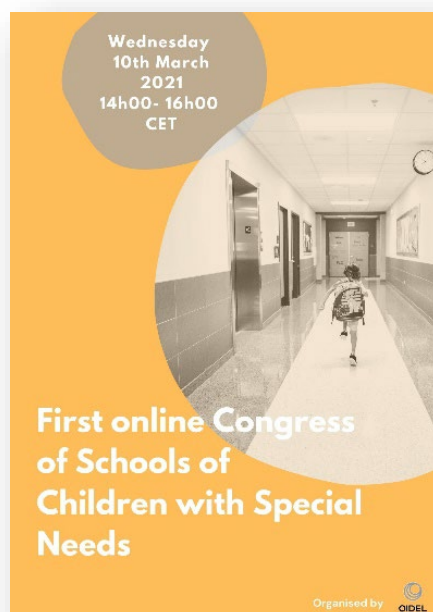 Wednesday
10th March
2021
14h00- 16h00
CET
First online Congress
of Schools of
Children with Special
Needs
Organised by
OIDEL